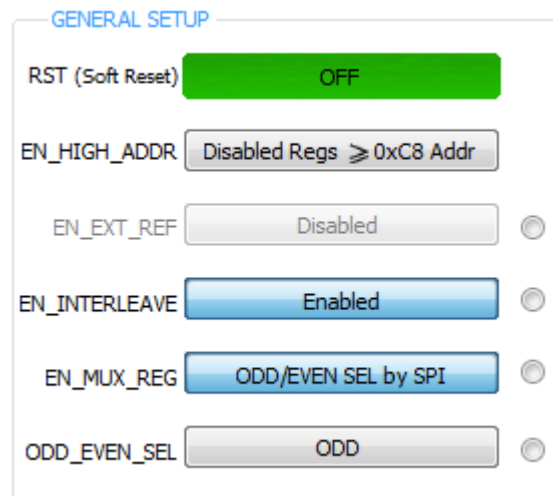 GENERAL SETUP
RST (Soft Reset) OFF
EN_HIGH_ADDR Disabled Regs ⩾ 0xC8 Addr
EN_EXT_REF Disabled
EN_INTERLEAVE Enabled
EN_MUX_REG ODD/EVEN SEL by SPI
ODD_EVEN_SEL ODD